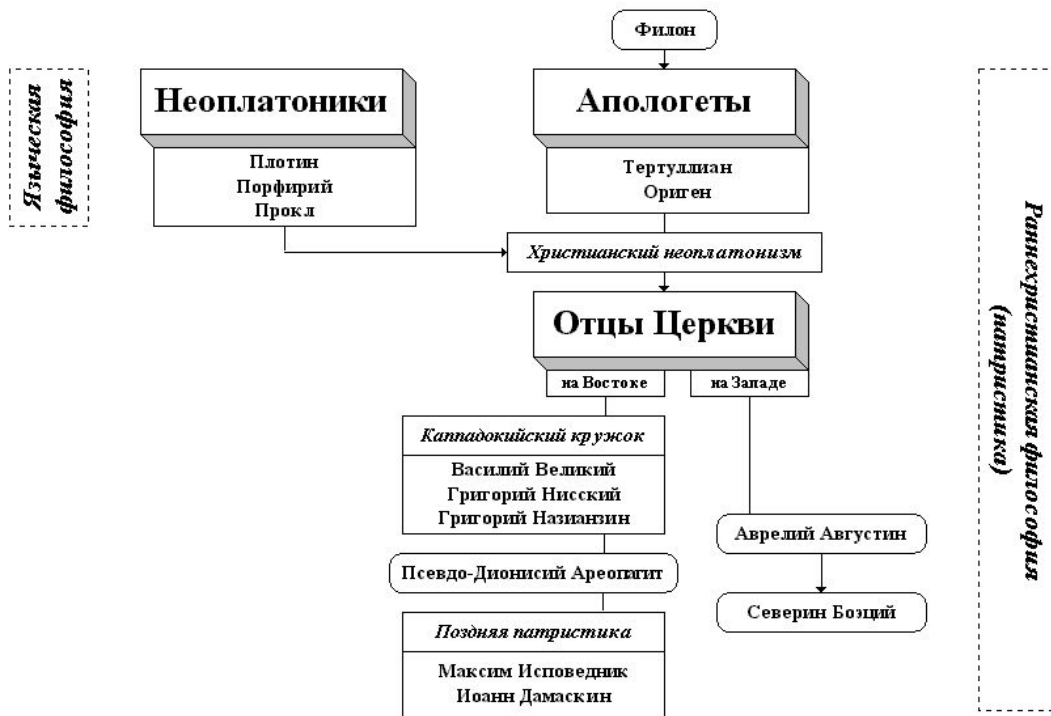 Филон
Языческая
философия
Неоплатоники
Плотин
Порфирий
Прокл
Апологеты
Тертуллиан
Ориген
Христианский неоплатонизм
Отцы Церкви
на Востоке
на Западе
Каппадокийский кружок
Василий Великий
Григорий Нисский
Григорий Назианзин
Псевдо-Дионисий Ареопагит
Поздняя патристика
Максим Исповедник
Иоанн Дамаскин
Аврелий Августин
Северин Боэций
Раннехристианская философия
(патристика)